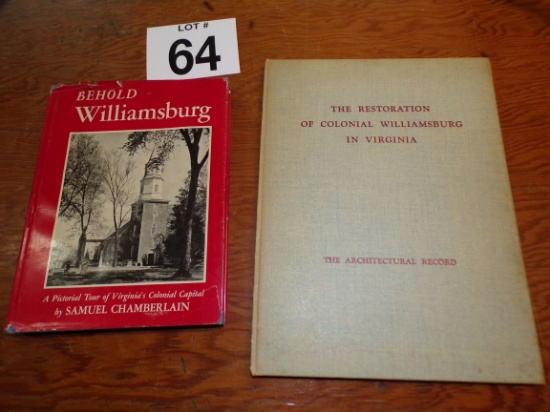 LOT #
64
BEHOLD
Williamsburg
A Pictorial Tour of Virginia's Colonial Capital
by SAMUEL CHAMBERLAIN
THE RESTORATION
OF COLONIAL WILLIAMSBURG
IN VIRGINIA
THE ARCHITECTURAL RECORD